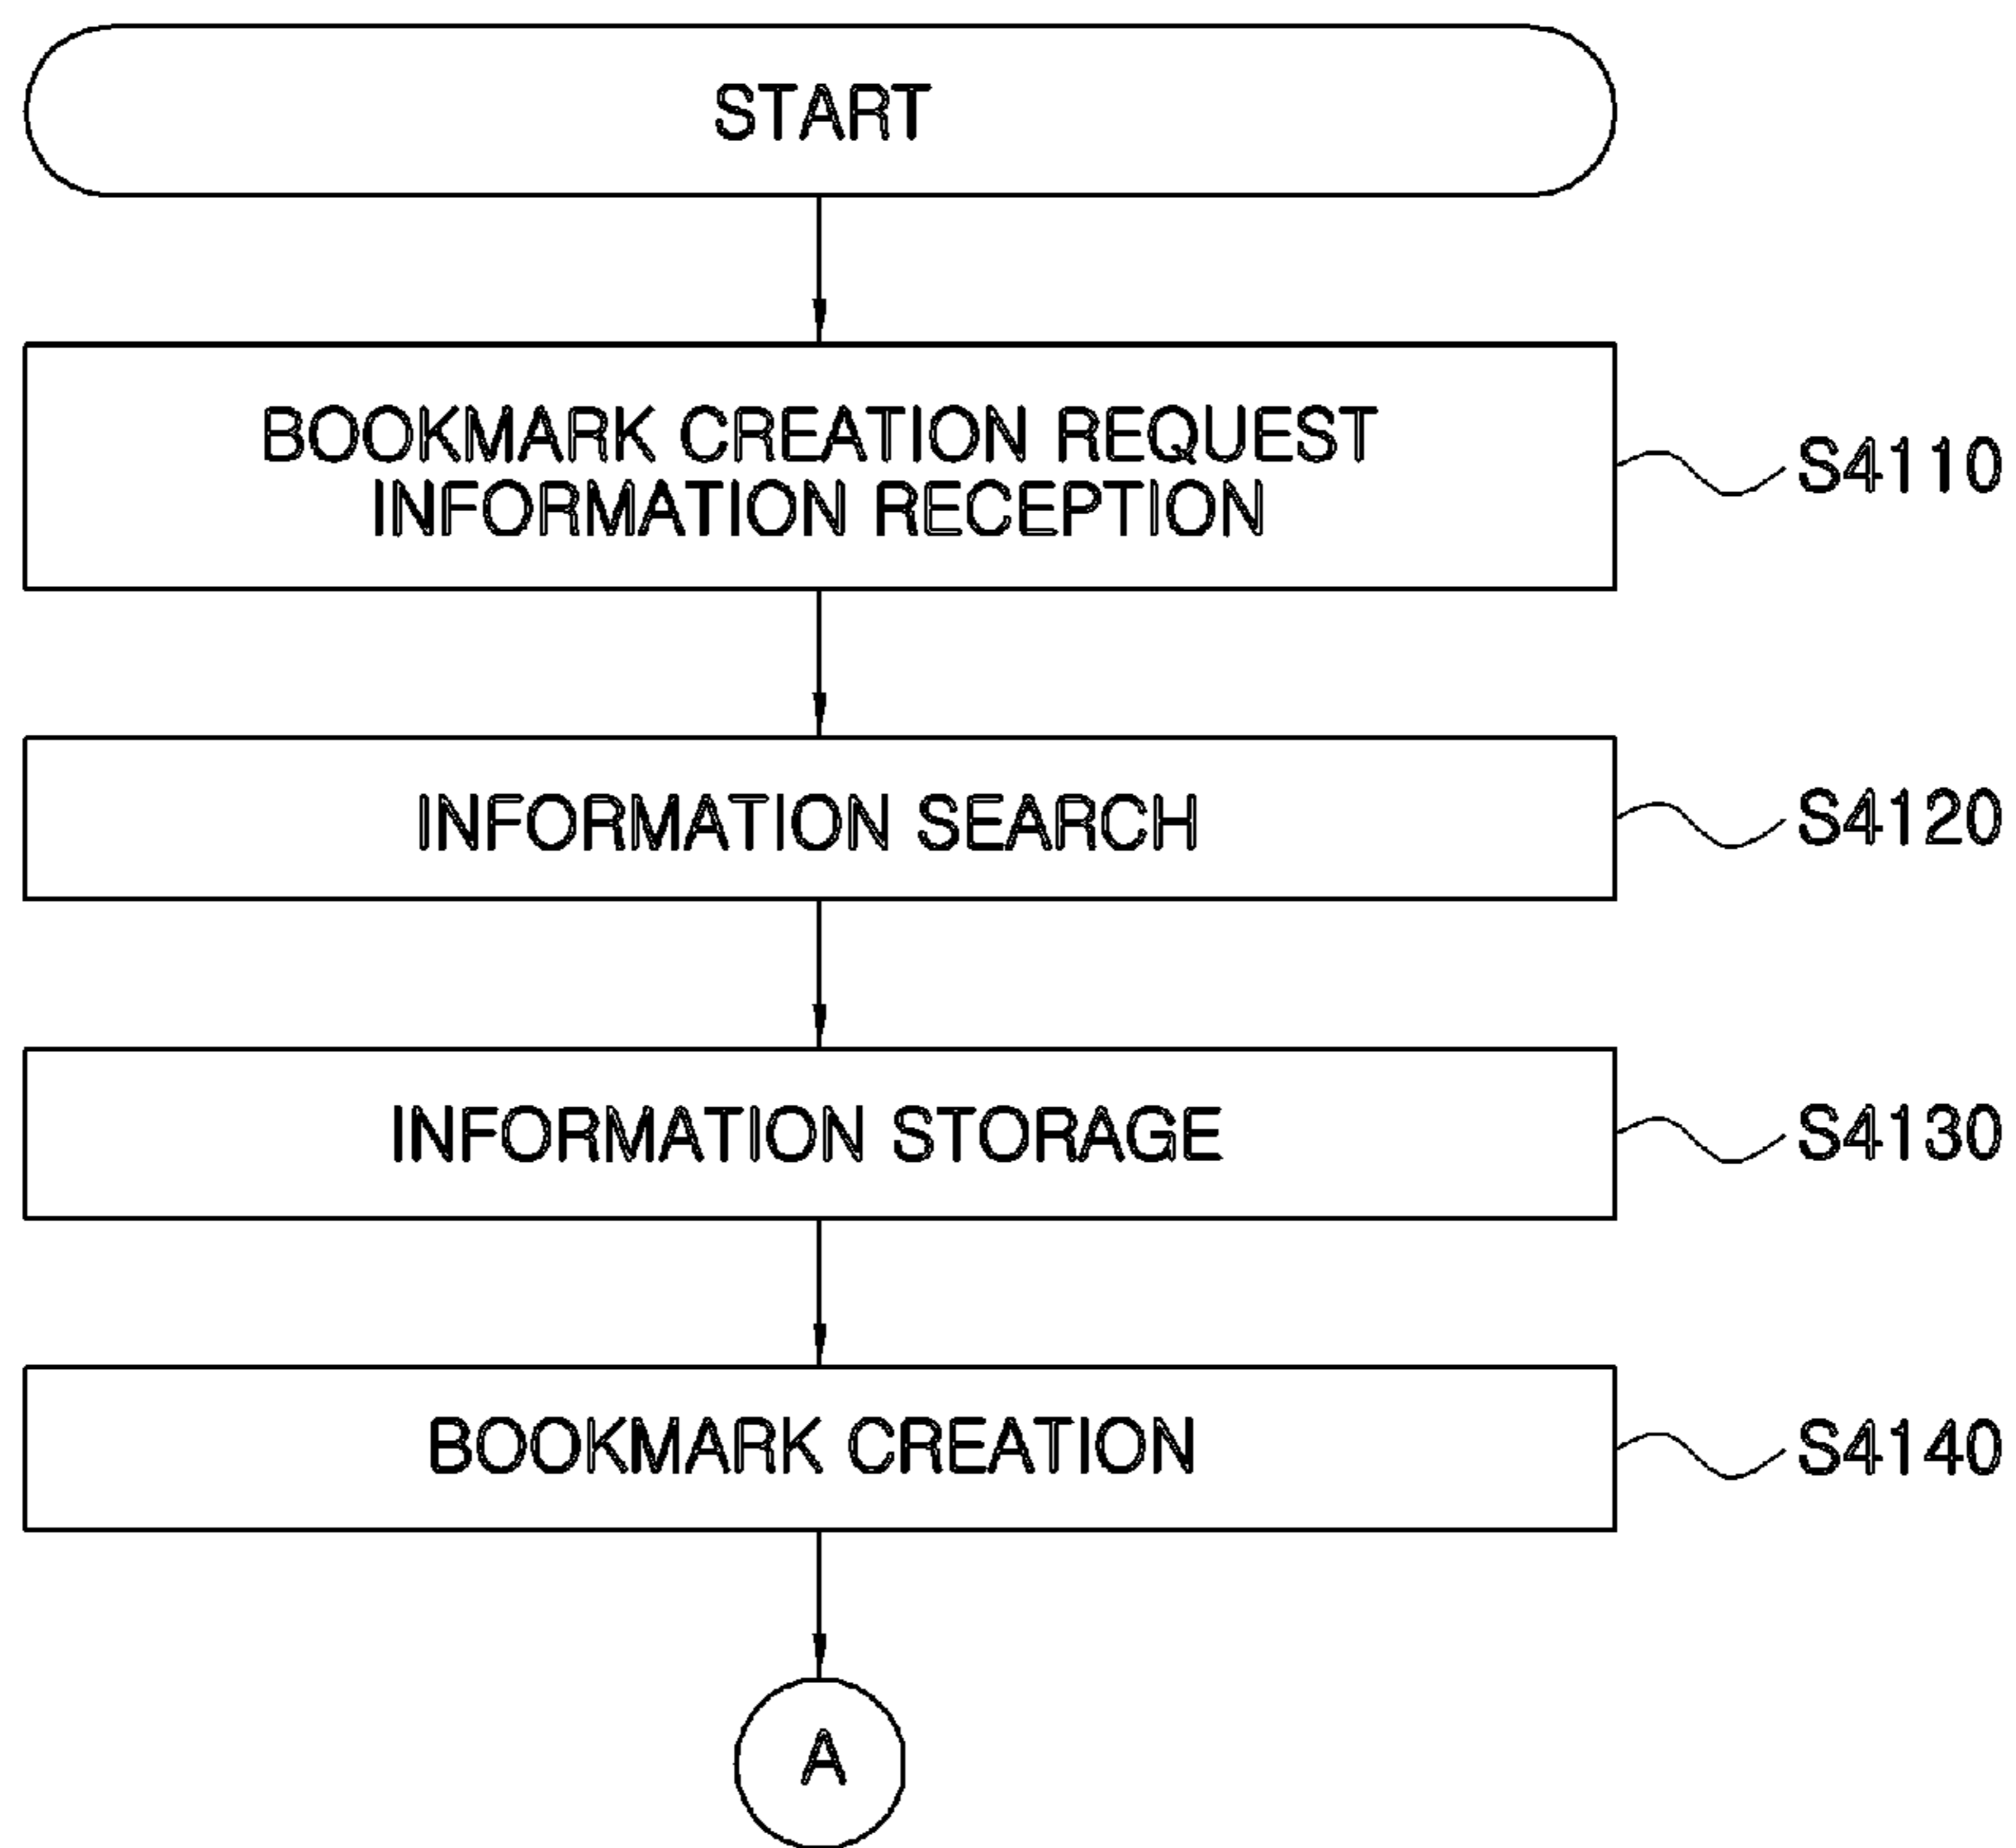 START
BOOKMARK CREATION REQUEST
INFORMATION RECEPTION
S4110
INFORMATION SEARCH
S4120
INFORMATION STORAGE
S4130
BOOKMARK CREATION
S4140
A